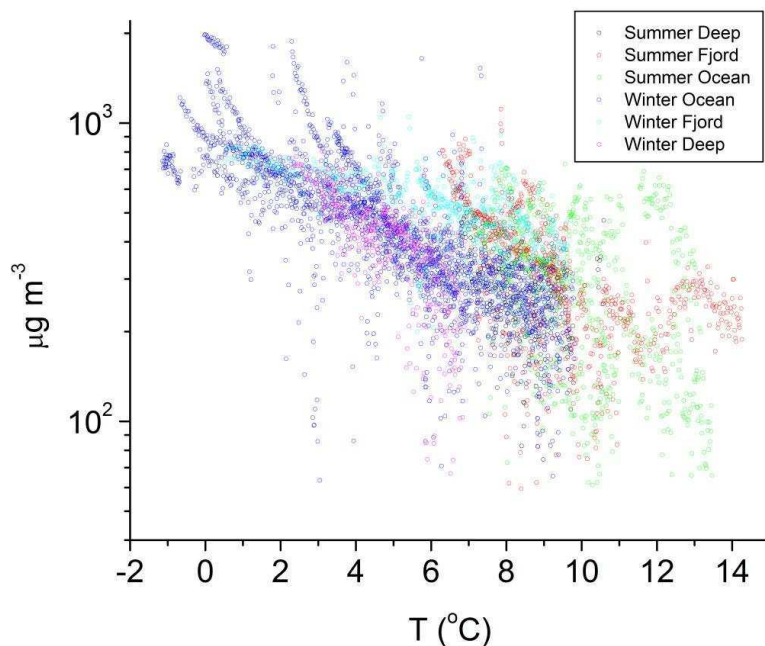 Summer Deep
Summer Fjord
Summer Ocean
Winter Ocean
Winter Fjord
Winter Deep
10³
10²
μg m⁻³
-2 0 2 4 6 8 10 12 14
T (°C)